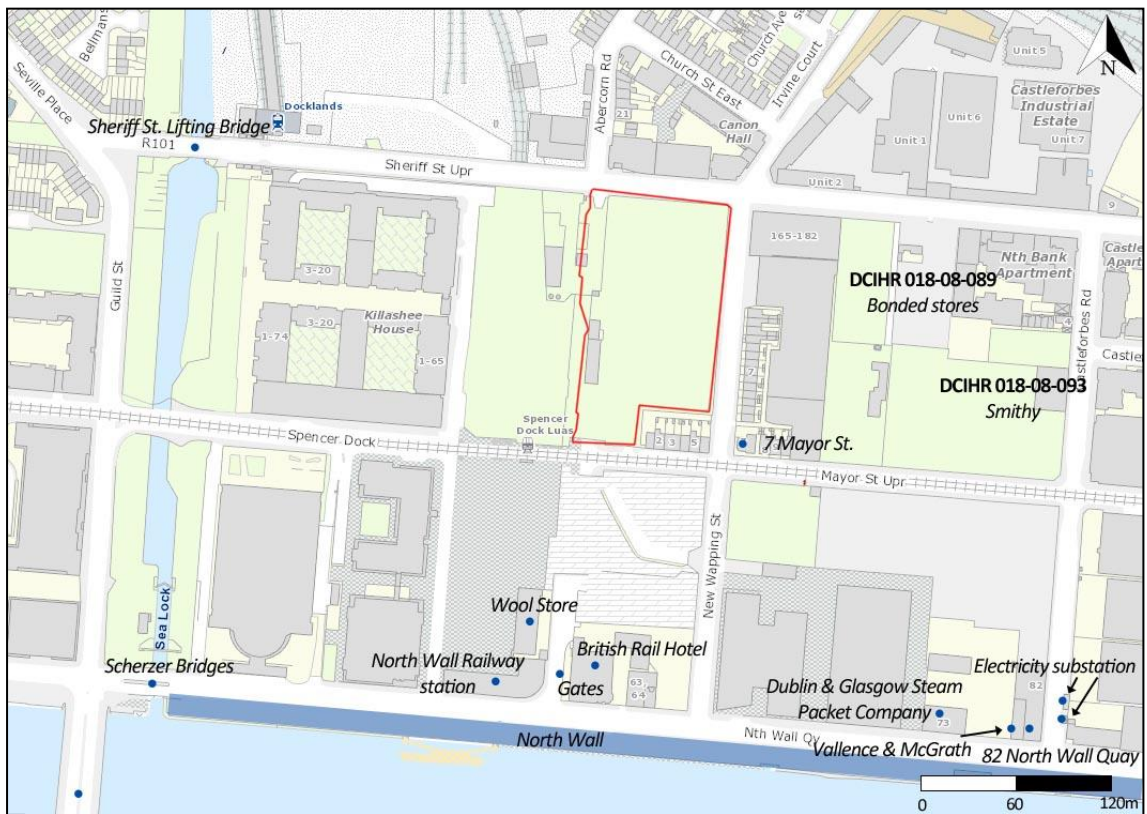 Bellmans
Seville Place
Docklands
Sheriff St. Lifting Bridge
R101
Sheriff St Upr
Abercorn Rd
Church Ave
Church St East
Irvine Court
21
Canon
Hall
Unit 5
Castleforbes
Industrial
Estate
Unit 6
Unit 1
Unit 7
Unit 2
9
N
Guild St
3-20
Killashee
House
3-20
1-74
1-65
165-182
DCIHR 018-08-089
Bonded stores
Nth Bank
Apartment
4
DCIHR 018-08-093
Smithy
7
Spencer
Dock Luas
2
3
5
7 Mayor St.
Spencer Dock
Mayor St Upr
New Wapping St
Sea Lock
Scherzer Bridges
Wool Store
North Wall Railway
station
British Rail Hotel
Gates
63,
64
Electricity substation
Dublin & Glasgow Steam
Packet Company
73
82
Vallence & McGrath
82 North Wall Quay
North Wall
Nth Wall Qy
0
60
120m